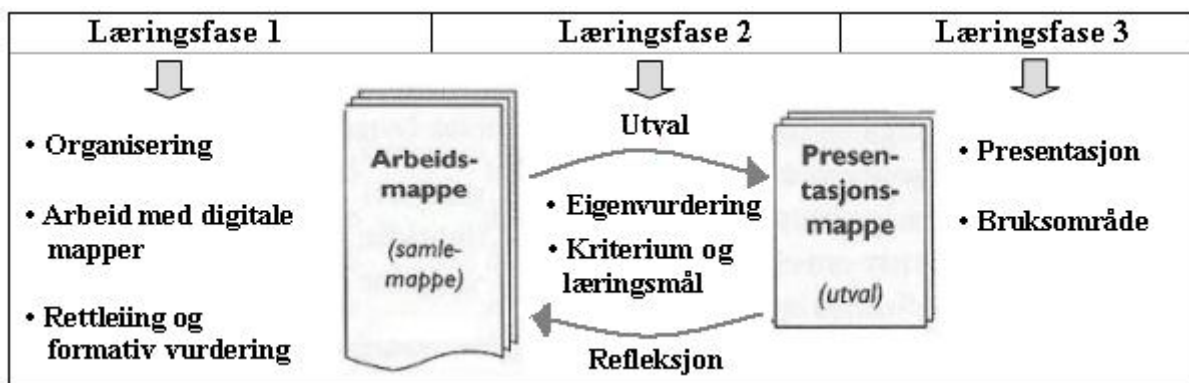 Læringsfase 1
Læringsfase 2
Læringsfase 3
• Organisering
• Arbeid med digitale
mapper
• Rettleiing og
formativ vurdering
Arbeids-
mappe
(samle-
mappe)
Utval
• Eigenvurdering
• Kriterium og
læringsmål
Refleksjon
Presen-
tasjons-
mappe
(utval)
• Presentasjon
• Bruksområde